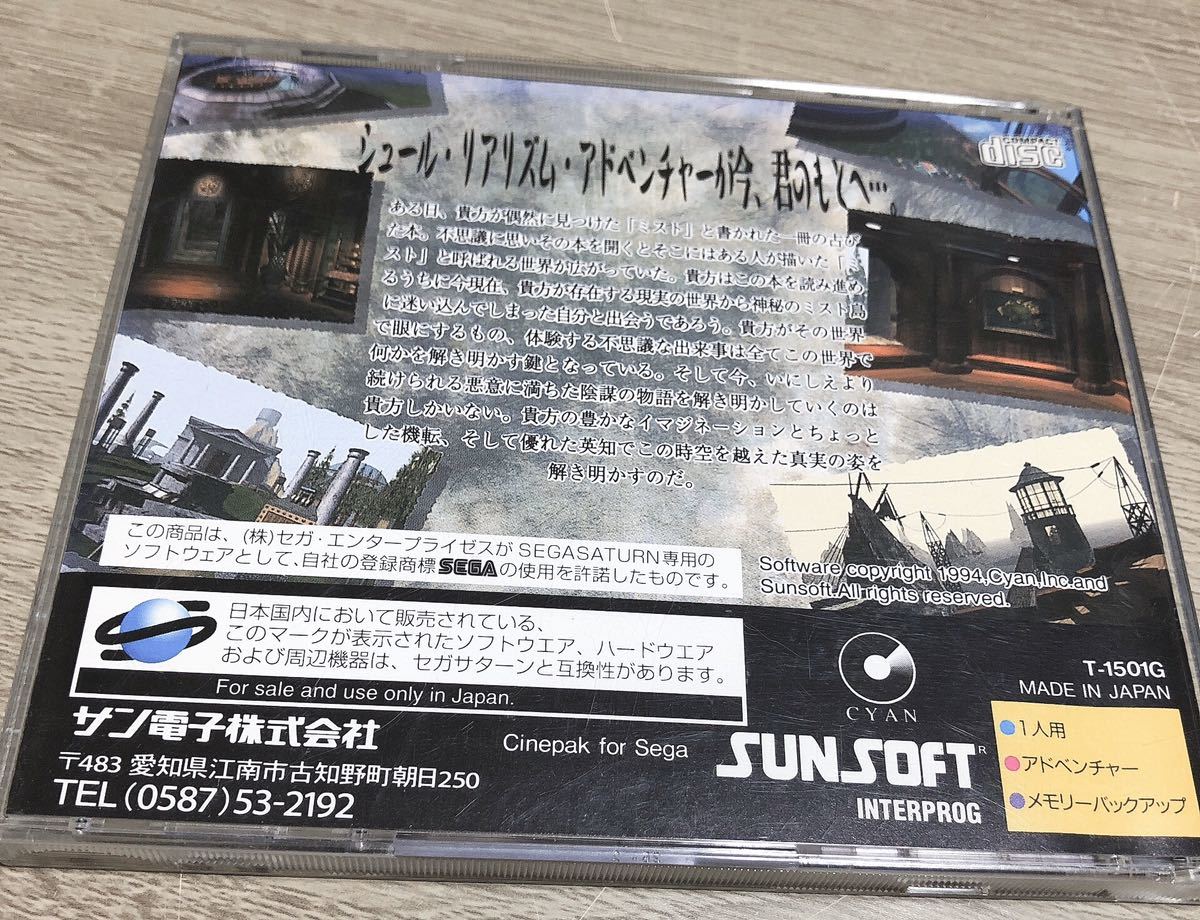 COMPACT
disc
シュール・リアリズム・アドベンチャーが今、君のもとへ…。
ある日、貴方が偶然に見つけた「ミスト」と書かれた一冊の古び
た本。不思議に思いその本を開くとそこにはある人が描いた「ミ
スト」と呼ばれる世界が広がっていた。貴方はこの本を読み進め
るうちに今現在、貴方が存在する現実の世界から神秘のミスト島
に迷い込んでしまった自分と出会うであろう。貴方がその世界
で眼にするもの、体験する不思議な出来事は全てこの世界で
何かを解き明かす鍵となっている。そして今、いにしえより
続けられる悪意に満ちた陰謀の物語を解き明かしていくのは
貴方しかいない。貴方の豊かなイマジネーションとちょっと
した機転、そして優れた英知でこの時空を越えた真実の姿を
解き明かすのだ。
この商品は、(株)セガ・エンタープライゼスがSEGASATURN専用の
ソフトウェアとして、自社の登録商標SEGAの使用を許諾したものです。
Software copyright 1994,Cyan,Inc.and
Sunsoft.All rights reserved.
日本国内において販売されている、
このマークが表示されたソフトウエア、ハードウエア
および周辺機器は、セガサターンと互換性があります。
For sale and use only in Japan.
CYAN
T-1501G
MADE IN JAPAN
サン電子株式会社
〒483 愛知県江南市古知野町朝日250
TEL(0587)53-2192
Cinepak for Sega
SUNSOFT®
INTERPROG
1人用
アドベンチャー
メモリーバックアップ